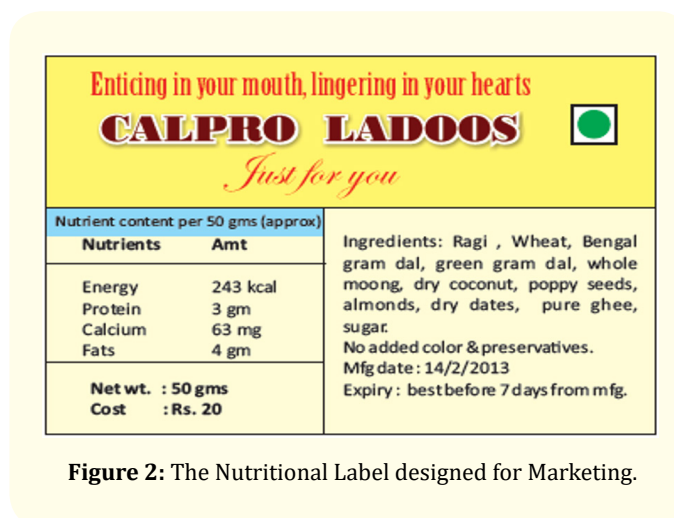 Enticing in your mouth, lingering in your hearts
CALPRO LADOOS
Just for you
Nutrient content per 50 gms (approx)
Nutrients Amt
Energy 243 kcal
Protein 3 gm
Calcium 63 mg
Fats 4 gm
Net wt. : 50 gms
Cost : Rs. 20
Ingredients: Ragi , Wheat, Bengal
gram dal, green gram dal, whole
moong, dry coconut, poppy seeds,
almonds, dry dates, pure ghee,
sugar.
No added color & preservatives.
Mfg date : 14/2/2013
Expiry : best before 7 days from mfg.
Figure 2: The Nutritional Label designed for Marketing.